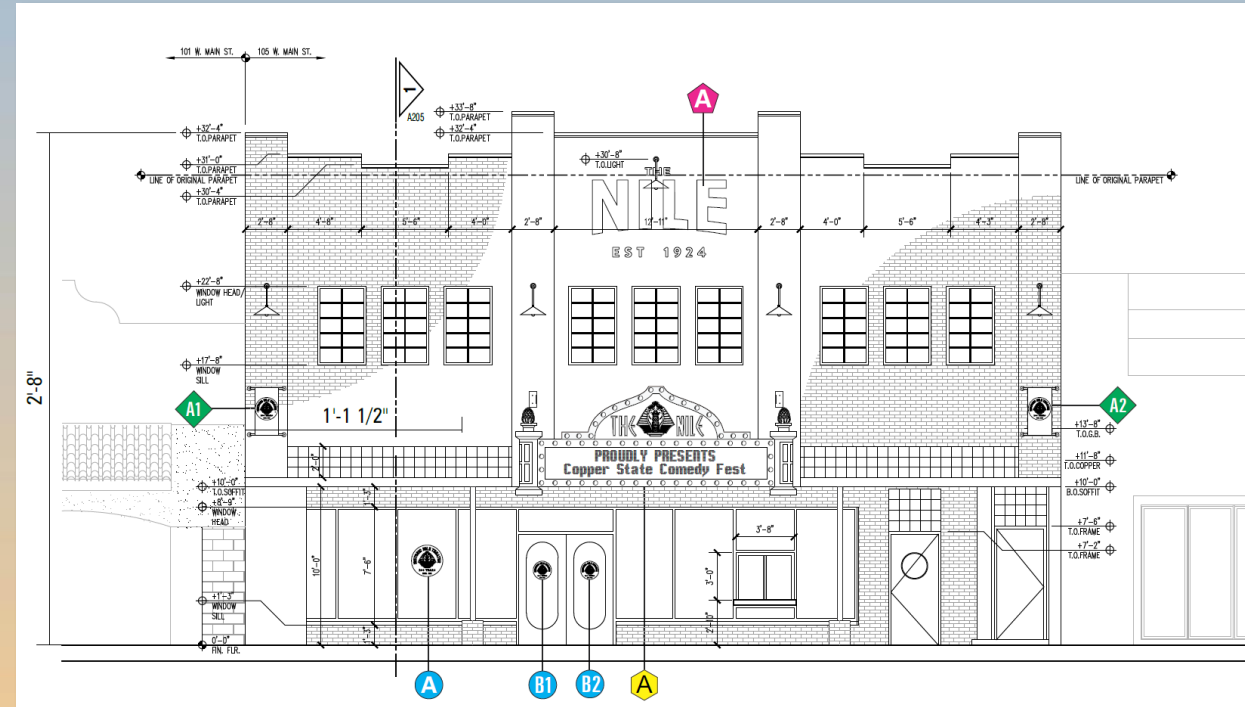 101 W. MAIN ST.
105 W. MAIN ST.
1
A205
+33'-8"
T.O.PARAPET
+32'-4"
T.O.PARAPET
A
+32'-4"
T.O.PARAPET
+31'-0"
T.O.PARAPET
LINE OF ORIGINAL PARAPET
+30'-4"
T.O.PARAPET
+30'-8"
T.O.LIGHT
LINE OF ORIGINAL PARAPET
THE
NILE
EST 1924
2'-8"
4'-6"
5'-6"
4'-0"
2'-8"
12'-11"
2'-8"
4'-0"
5'-6"
4'-3"
2'-8"
+22'-8"
WINDOW HEAD/
LIGHT
+17'-8"
WINDOW
SILL
2'-8"
A1
1'-1 1/2"
A2
THE NILE
PROUDLY PRESENTS
Copper State Comedy Fest
+13'-8"
T.O.G.B.
+11'-8"
T.O.COPPER
+10'-0"
B.O.SOFFIT
+7'-6"
T.O.FRAME
+7'-2"
T.O.FRAME
2'-0"
+10'-0"
T.O.SOFFIT
+8'-9"
WINDOW
HEAD
1'-3"
10'-0"
7'-6"
1'-3"
3'-8"
3'-0"
2'-10"
+1'-3"
WINDOW
SILL
0'-0"
FIN. FLR.
A
B1
B2
A